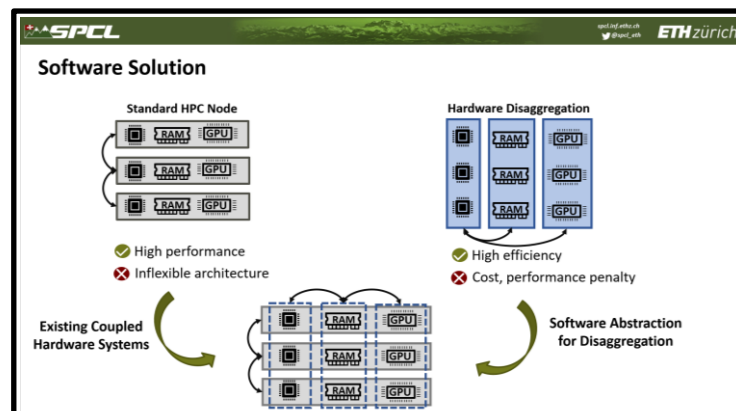 SPCL
spcl.inf.ethz.ch
@spcl_eth
ETH zürich
Software Solution
Standard HPC Node
RAM GPU
RAM GPU
RAM GPU
High performance
Inflexible architecture
Hardware Disaggregation
RAM GPU
RAM GPU
RAM GPU
High efficiency
Cost, performance penalty
Existing Coupled
Hardware Systems
RAM GPU
RAM GPU
RAM GPU
Software Abstraction
for Disaggregation